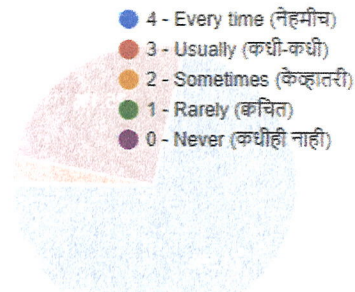 4 - Every time (नेहमीच)
3 - Usually (कधी-कधी)
2 - Sometimes (केव्हातरी)
1 - Rarely (क्वचित)
0 - Never (कधीही नाही)